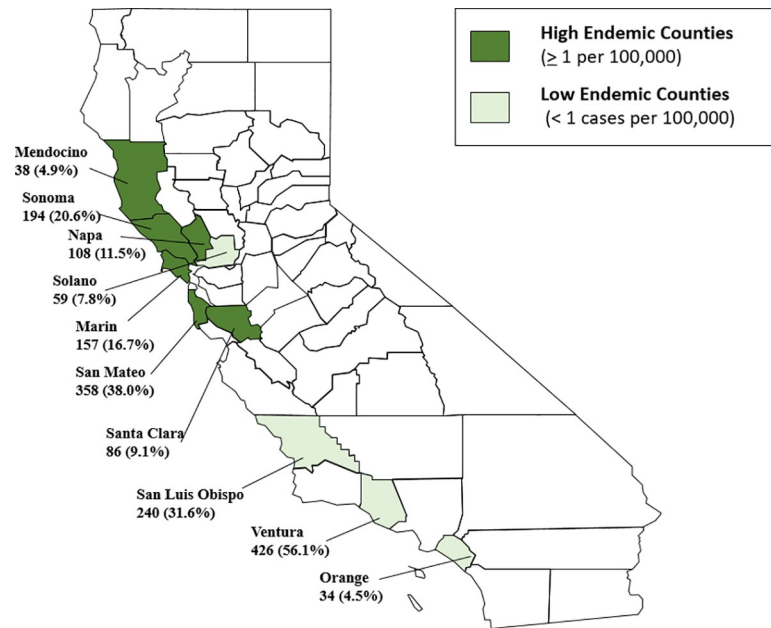 High Endemic Counties
(≥ 1 per 100,000)
Low Endemic Counties
(< 1 cases per 100,000)
Mendocino
38 (4.9%)
Sonoma
194 (20.6%)
Napa
108 (11.5%)
Solano
59 (7.8%)
Marin
157 (16.7%)
San Mateo
358 (38.0%)
Santa Clara
86 (9.1%)
San Luis Obispo
240 (31.6%)
Ventura
426 (56.1%)
Orange
34 (4.5%)